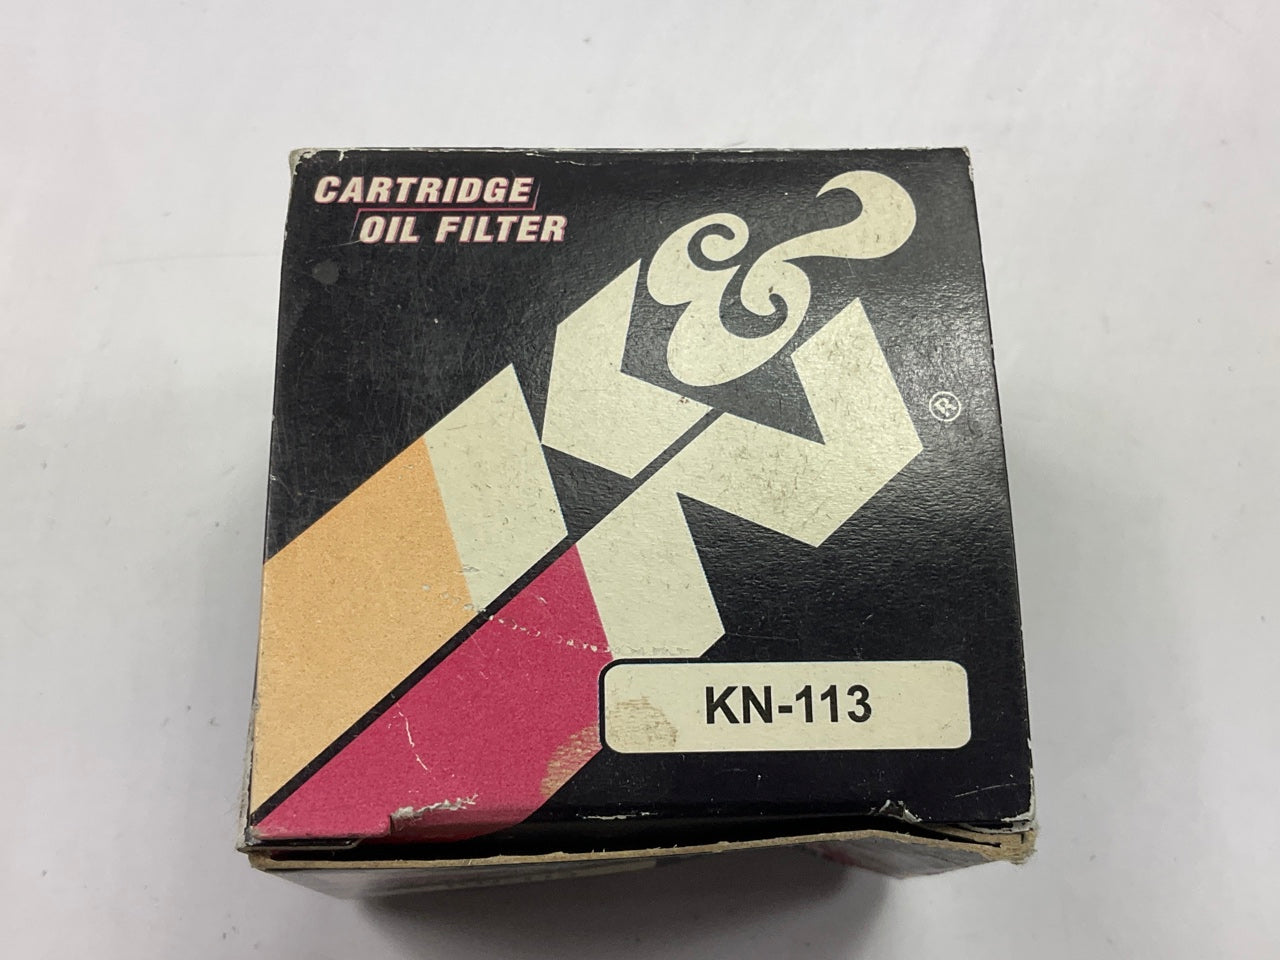 CARTRIDGE
OIL FILTER
K&N®
KN-113